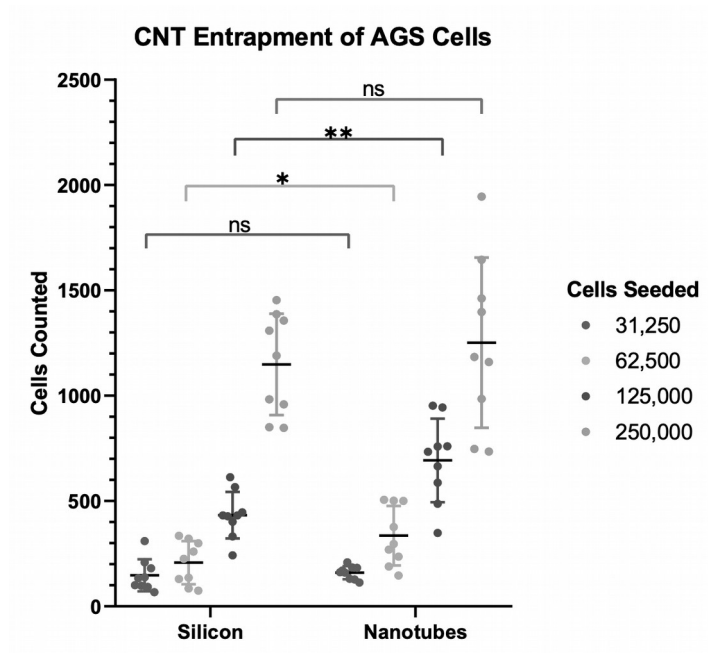 CNT Entrapment of AGS Cells
2500
2000
1500
1000
500
0
Cells Counted
ns
**
*
ns
Silicon
Nanotubes
Cells Seeded
31,250
62,500
125,000
250,000